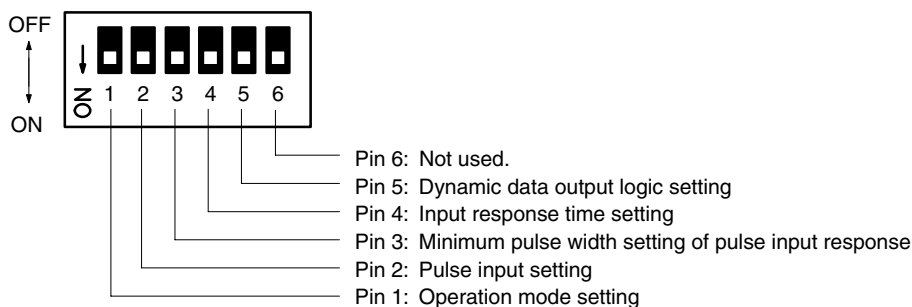 OFF
ON
ON
1 2 3 4 5 6
Pin 6: Not used.
Pin 5: Dynamic data output logic setting
Pin 4: Input response time setting
Pin 3: Minimum pulse width setting of pulse input response
Pin 2: Pulse input setting
Pin 1: Operation mode setting